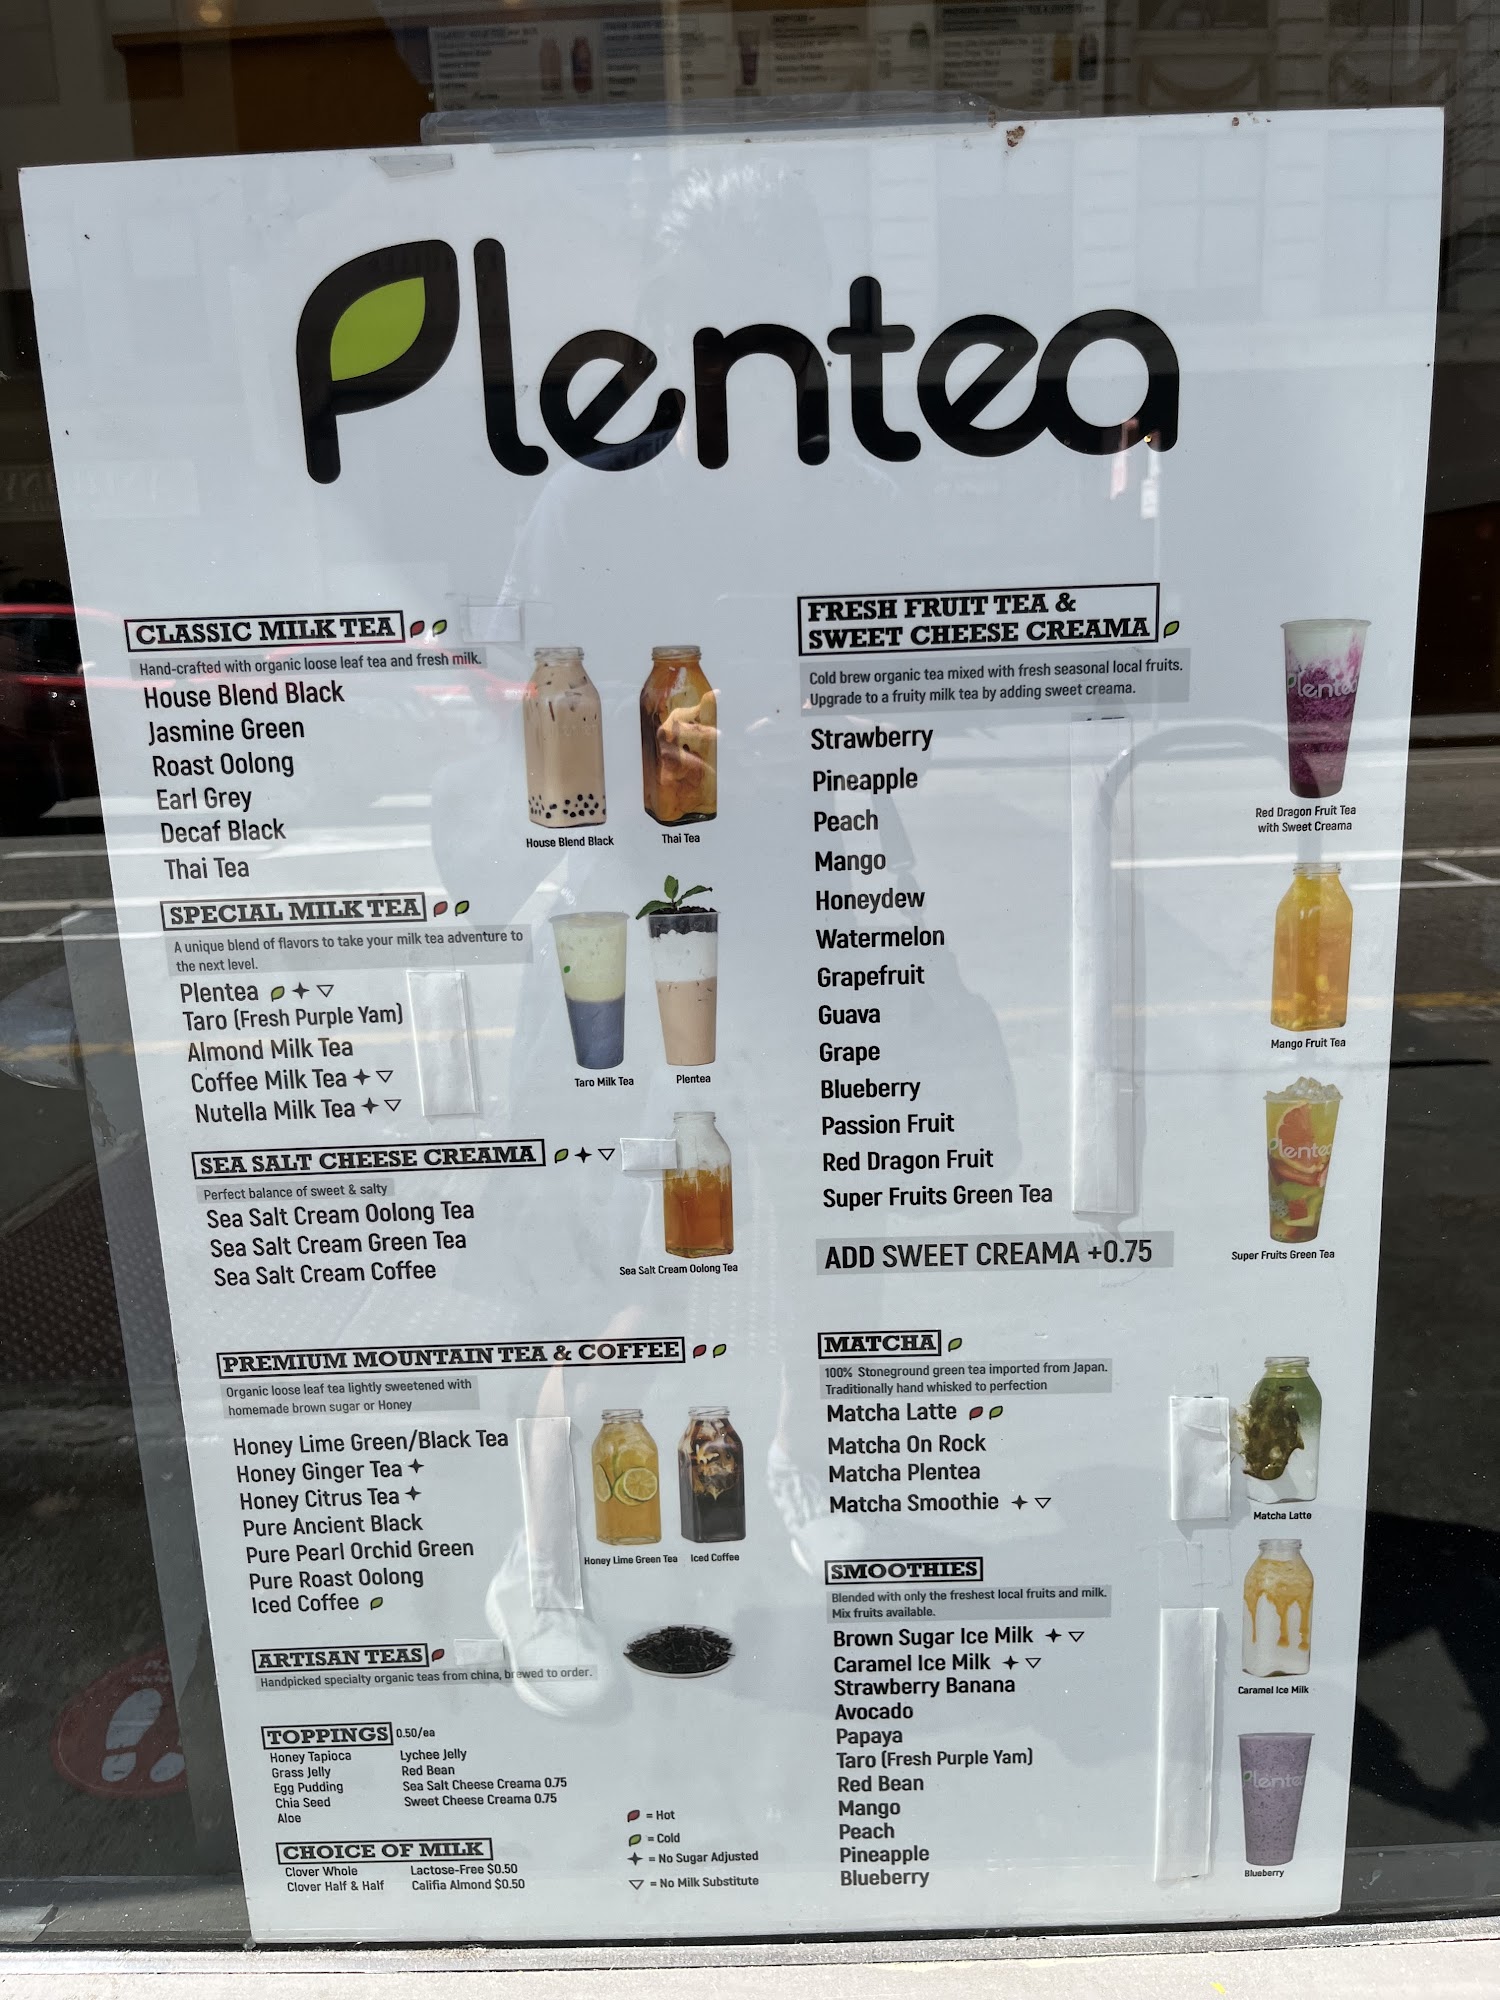 Plentea
CLASSIC MILK TEA
Hand-crafted with organic loose leaf tea and fresh milk.
House Blend Black
Jasmine Green
Roast Oolong
Earl Grey
Decaf Black
Thai Tea
House Blend Black
Thai Tea
SPECIAL MILK TEA
A unique blend of flavors to take your milk tea adventure to
the next level.
Plentea
Taro (Fresh Purple Yam)
Almond Milk Tea
Coffee Milk Tea
Nutella Milk Tea
Taro Milk Tea
Plentea
SEA SALT CHEESE CREAMA
Perfect balance of sweet & salty
Sea Salt Cream Oolong Tea
Sea Salt Cream Green Tea
Sea Salt Cream Coffee
Sea Salt Cream Oolong Tea
PREMIUM MOUNTAIN TEA & COFFEE
Organic loose leaf tea lightly sweetened with
homemade brown sugar or Honey
Honey Lime Green/Black Tea
Honey Ginger Tea
Honey Citrus Tea
Pure Ancient Black
Pure Pearl Orchid Green
Pure Roast Oolong
Iced Coffee
Honey Lime Green Tea
Iced Coffee
ARTISAN TEAS
Handpicked specialty organic teas from china, brewed to order.
TOPPINGS 0.50/ea
Honey Tapioca
Grass Jelly
Egg Pudding
Chia Seed
Aloe
Lychee Jelly
Red Bean
Sea Salt Cheese Creama 0.75
Sweet Cheese Creama 0.75
CHOICE OF MILK
Clover Whole
Clover Half & Half
Lactose-Free $0.50
Califia Almond $0.50
= Hot
= Cold
= No Sugar Adjusted
= No Milk Substitute
FRESH FRUIT TEA &
SWEET CHEESE CREAMA
Cold brew organic tea mixed with fresh seasonal local fruits.
Upgrade to a fruity milk tea by adding sweet creama.
Strawberry
Pineapple
Peach
Mango
Honeydew
Watermelon
Grapefruit
Guava
Grape
Blueberry
Passion Fruit
Red Dragon Fruit
Super Fruits Green Tea
ADD SWEET CREAMA +0.75
Plentea
Red Dragon Fruit Tea
with Sweet Creama
Mango Fruit Tea
Plentea
Super Fruits Green Tea
MATCHA
100% Stoneground green tea imported from Japan.
Traditionally hand whisked to perfection
Matcha Latte
Matcha On Rock
Matcha Plentea
Matcha Smoothie
Matcha Latte
SMOOTHIES
Blended with only the freshest local fruits and milk.
Mix fruits available.
Brown Sugar Ice Milk
Caramel Ice Milk
Strawberry Banana
Avocado
Papaya
Taro (Fresh Purple Yam)
Red Bean
Mango
Peach
Pineapple
Blueberry
Caramel Ice Milk
Plentea
Blueberry